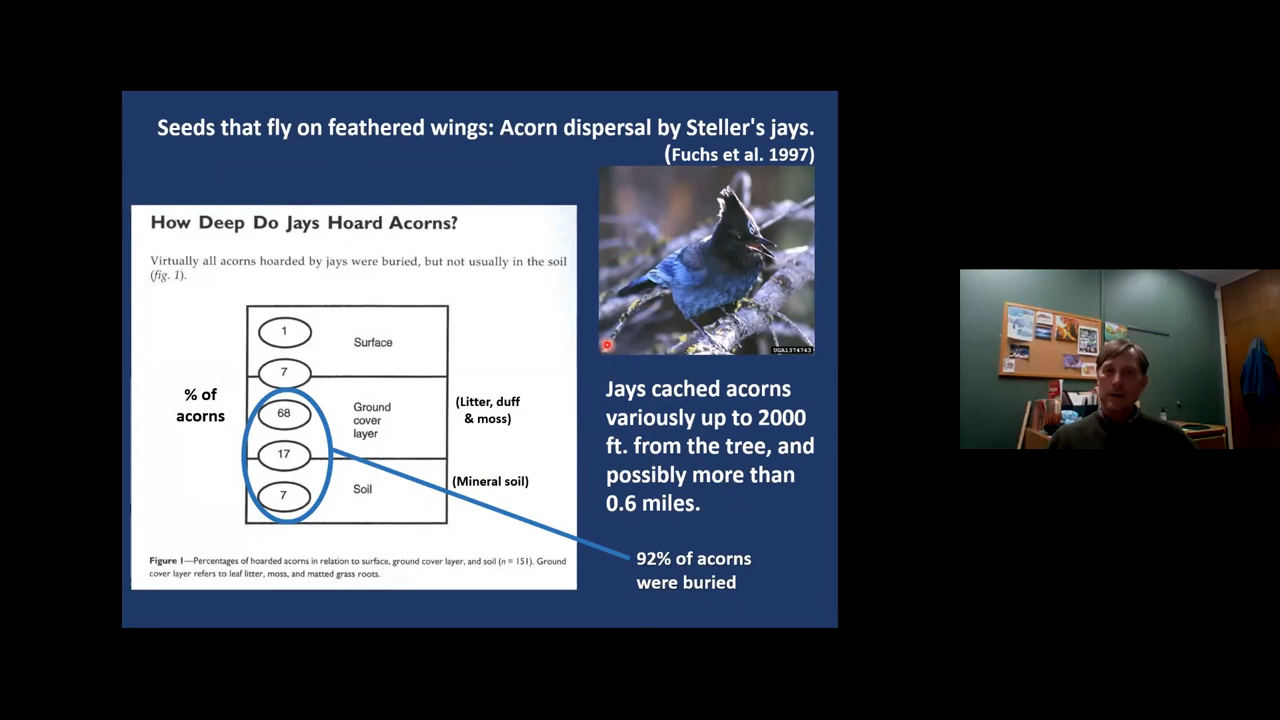 Seeds that fly on feathered wings: Acorn dispersal by Steller's jays.
(Fuchs et al. 1997)
How Deep Do Jays Hoard Acorns?
Virtually all acorns hoarded by jays were buried, but not usually in the soil
(fig. 1).
1
Surface
7
% of
acorns
68
Ground
cover
layer
(Litter, duff
& moss)
17
7
Soil
(Mineral soil)
Figure 1—Percentages of hoarded acorns in relation to surface, ground cover layer, and soil (n = 151). Ground
cover layer refers to leaf litter, moss, and matted grass roots.
UGA1374743
Jays cached acorns
variously up to 2000
ft. from the tree, and
possibly more than
0.6 miles.
92% of acorns
were buried